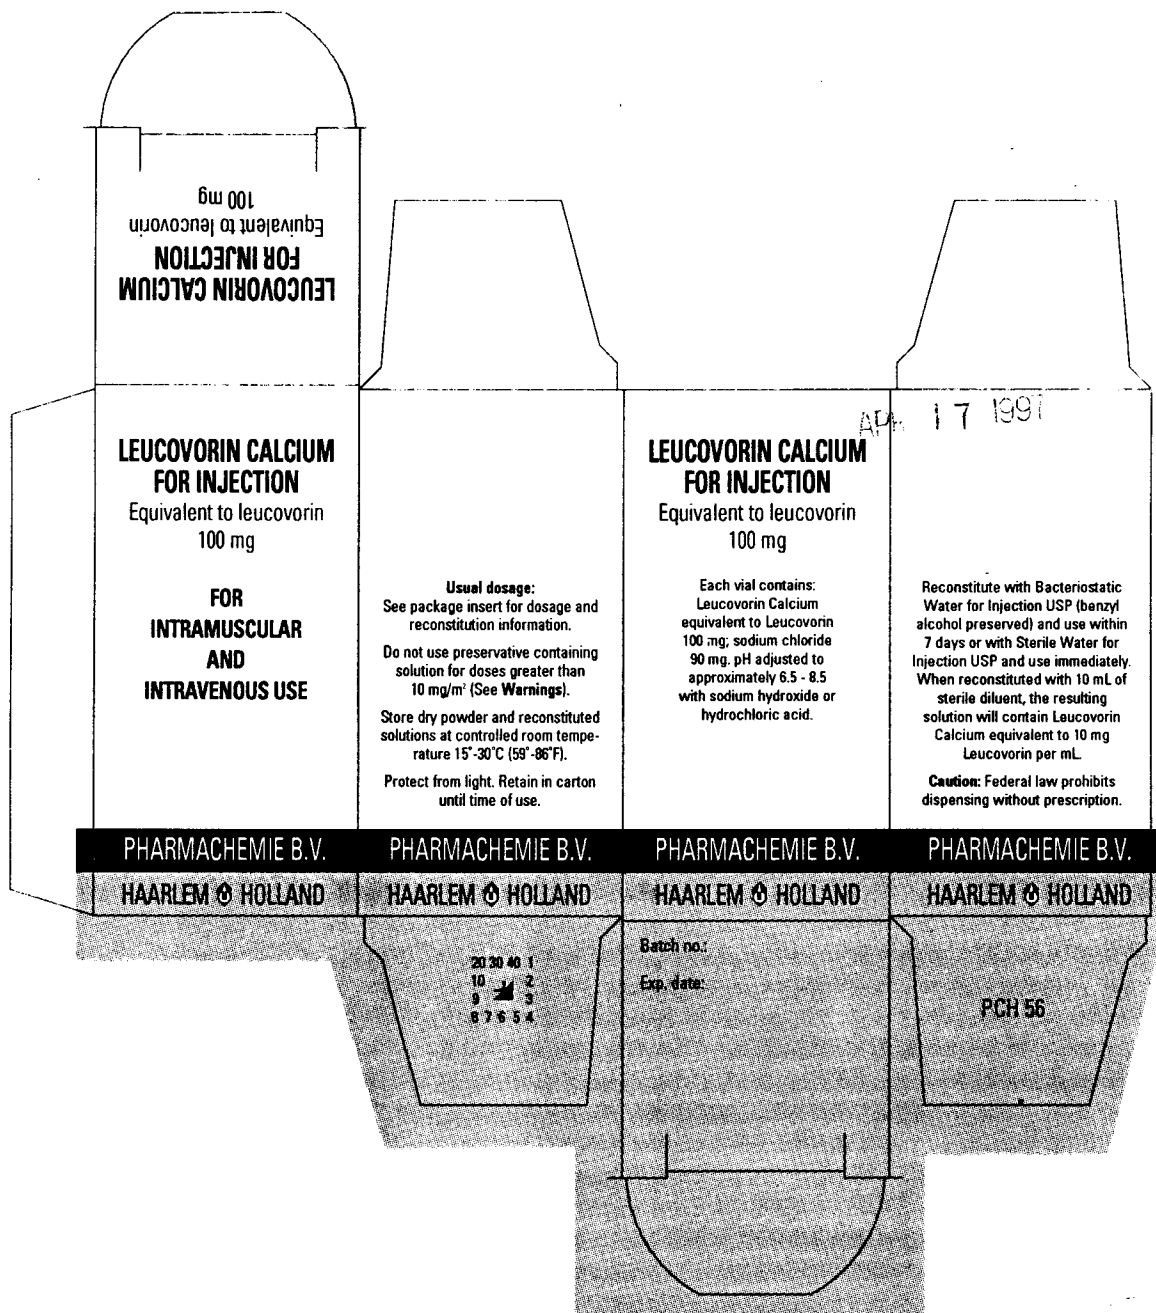 LEUCOVORIN CALCIUM
FOR INJECTION
Equivalent to leucovorin
100 mg
LEUCOVORIN CALCIUM
FOR INJECTION
Equivalent to leucovorin
100 mg
FOR
INTRAMUSCULAR
AND
INTRAVENOUS USE
PHARMACHEMIE B.V.
HAARLEM HOLLAND
Usual dosage:
See package insert for dosage and
reconstitution information.
Do not use preservative containing
solution for doses greater than
10 mg/m² (See Warnings).
Store dry powder and reconstituted
solutions at controlled room tempe-
rature 15°-30°C (59°-86°F).
Protect from light. Retain in carton
until time of use.
PHARMACHEMIE B.V.
HAARLEM HOLLAND
20 30 40 1
10 2
9 3
8 7 6 5 4
APR 17 1997
LEUCOVORIN CALCIUM
FOR INJECTION
Equivalent to leucovorin
100 mg
Each vial contains:
Leucovorin Calcium
equivalent to Leucovorin
100 mg; sodium chloride
90 mg. pH adjusted to
approximately 6.5 - 8.5
with sodium hydroxide or
hydrochloric acid.
PHARMACHEMIE B.V.
HAARLEM HOLLAND
Batch no.:
Exp. date:
Reconstitute with Bacteriostatic
Water for Injection USP (benzyl
alcohol preserved) and use within
7 days or with Sterile Water for
Injection USP and use immediately.
When reconstituted with 10 mL of
sterile diluent, the resulting
solution will contain Leucovorin
Calcium equivalent to 10 mg
Leucovorin per mL.
Caution: Federal law prohibits
dispensing without prescription.
PHARMACHEMIE B.V.
HAARLEM HOLLAND
PCH 56